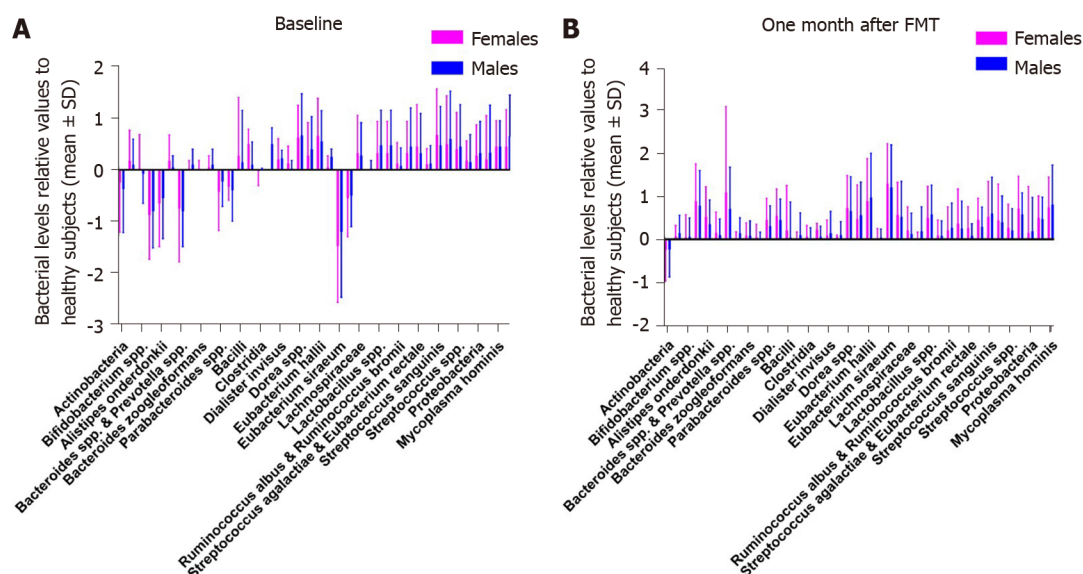 A
Baseline
Females
Males
Bacterial levels relative values to
healthy subjects (mean ± SD)
2
1
0
-1
-2
-3
Actinobacteria
Bifidobacterium spp.
Alistipes onderdonkii
Bacteroides spp. & Prevotella spp.
Bacteroides zoogleoformans
Parabacteroides spp.
Bacilli
Clostridia
Dialister invisus
Dorea spp.
Eubacterium hallii
Eubacterium siraeum
Lachnospiraceae
Lactobacillus spp.
Ruminococcus albus & Ruminococcus bromii
Streptococcus agalactiae & Eubacterium rectale
Streptococcus sanguinis
Streptococcus spp.
Proteobacteria
Mycoplasma hominis
B
One month after FMT
Females
Males
Bacterial levels relative values to
healthy subjects (mean ± SD)
4
3
2
1
0
-1
-2
Actinobacteria
Bifidobacterium spp.
Alistipes onderdonkii
Bacteroides spp. & Prevotella spp.
Bacteroides zoogleoformans
Parabacteroides spp.
Bacilli
Clostridia
Dialister invisus
Dorea spp.
Eubacterium hallii
Eubacterium siraeum
Lachnospiraceae
Lactobacillus spp.
Ruminococcus albus & Ruminococcus bromii
Streptococcus agalactiae & Eubacterium rectale
Streptococcus sanguinis
Streptococcus spp.
Proteobacteria
Mycoplasma hominis